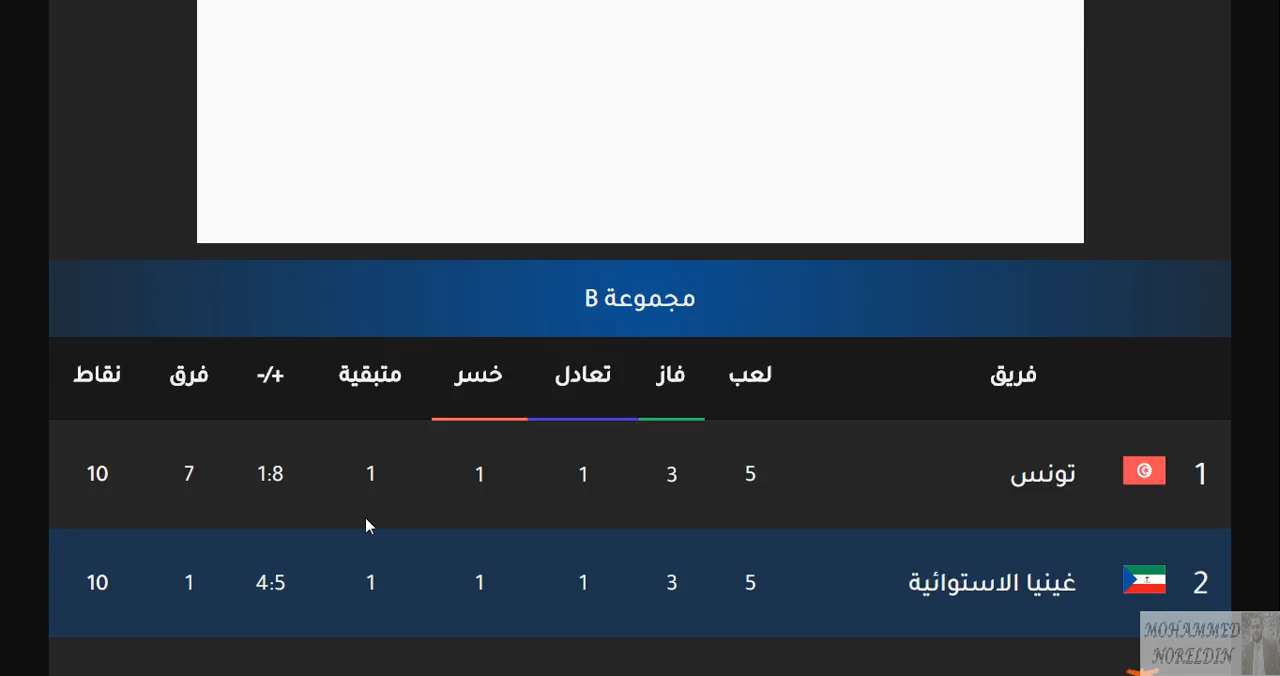 مجموعة B
فريق لعب فاز تعادل خسر متبقية +/- فرق نقاط
1 تونس 5 3 1 1 1 1:8 7 10
2 غينيا الاستوائية 5 3 1 1 1 4:5 1 10
MOHAMMED
NORELDIN